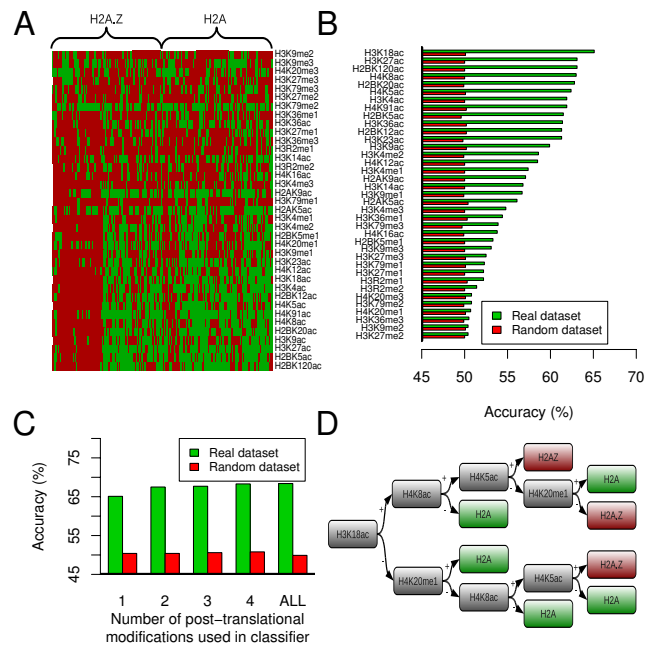 A
H2A.Z
H2A
H3K9me2
H3K9me3
H4K20me3
H3K27me3
H3K79me3
H3K27me2
H3K79me2
H3K36me1
H3K36ac
H3K27me1
H3K36me3
H3R2me1
H3K14ac
H3R2me2
H4K16ac
H3K4me3
H2AK9ac
H3K79me1
H2AK5ac
H3K4me1
H3K4me2
H2BK5me1
H4K20me1
H3K9me1
H3K23ac
H4K12ac
H3K18ac
H3K4ac
H2BK12ac
H4K5ac
H4K91ac
H4K8ac
H2BK20ac
H3K9ac
H3K27ac
H2BK5ac
H2BK120ac
B
H3K18ac
H3K27ac
H2BK120ac
H4K8ac
H2BK20ac
H4K5ac
H3K4ac
H4K91ac
H2BK5ac
H3K36ac
H2BK12ac
H3K23ac
H3K9ac
H3K4me2
H4K12ac
H3K4me1
H2AK9ac
H3K14ac
H3K9me1
H2AK5ac
H3K4me3
H3K36me1
H3K79me3
H4K16ac
H2BK5me1
H3K9me3
H3K27me3
H3K79me1
H3K27me1
H3R2me1
H3R2me2
H4K20me3
H3K79me2
H4K20me1
H3K36me3
H3K9me2
H3K27me2
Real dataset
Random dataset
45 50 55 60 65 70
Accuracy (%)
C
Accuracy (%)
45 55 65 75
Real dataset
Random dataset
1 2 3 4 ALL
Number of post−translational
modifications used in classifier
D
H3K18ac
+
-
H4K8ac
+
-
H4K5ac
+
-
H2AZ
H4K20me1
+
-
H2A
H2A,Z
H2A
H4K20me1
+
-
H2A
H4K8ac
+
-
H4K5ac
+
-
H2A,Z
H2A
H2A